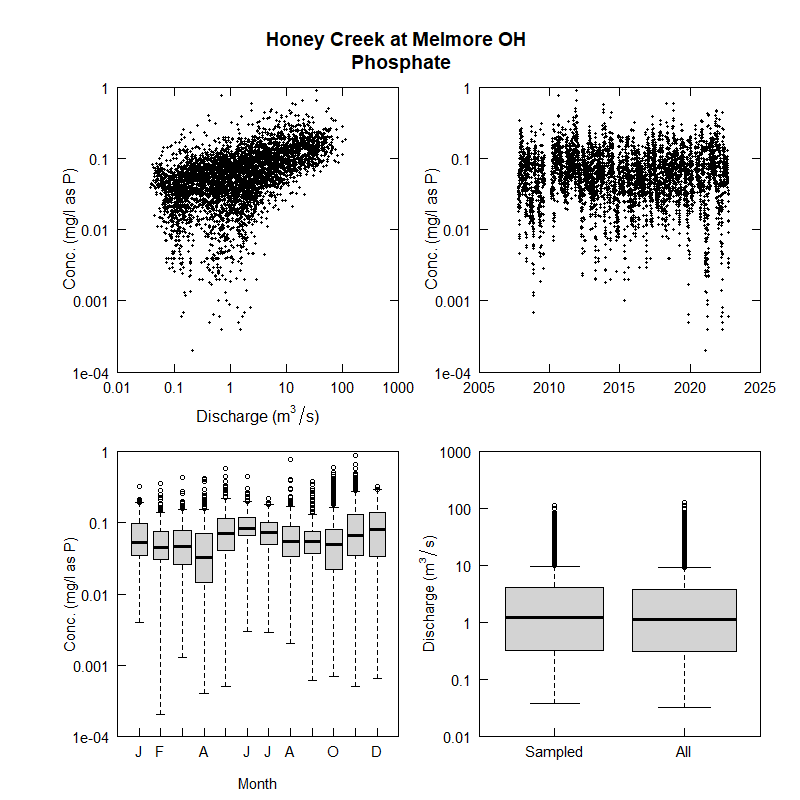 Honey Creek at Melmore OH
Phosphate
1
0.1
0.01
0.001
1e-04
Conc. (mg/l as P)
0.01 0.1 1 10 100 1000
Discharge (m³/s)
1
0.1
0.01
0.001
1e-04
Conc. (mg/l as P)
2005 2010 2015 2020 2025
1
0.1
0.01
0.001
1e-04
Conc. (mg/l as P)
J F A J J A O D
Month
1000
100
10
1
0.1
0.01
Discharge (m³/s)
Sampled All